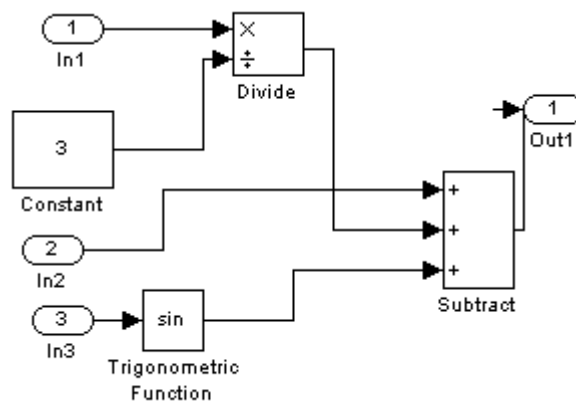 1
In1
×
÷
Divide
3
Constant
1
Out1
2
In2
+
+
+
Subtract
3
In3
sin
Trigonometric
Function